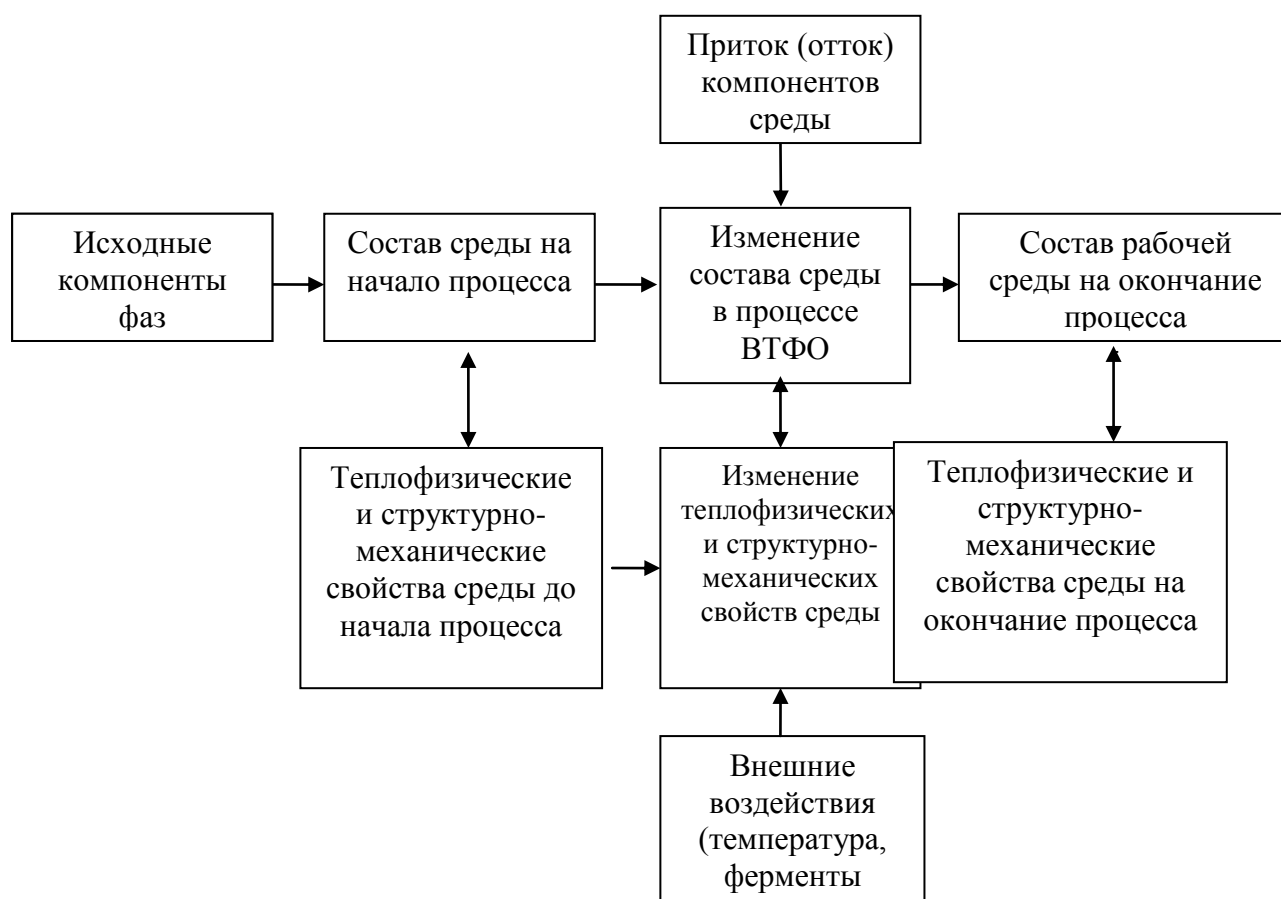 Приток (отток)
компонентов
среды
Исходные
компоненты
фаз
Состав среды на
начало процесса
Изменение
состава среды
в процессе
ВТФО
Состав рабочей
среды на окончание
процесса
Теплофизические
и структурно-
механические
свойства среды до
начала процесса
Изменение
теплофизических
и структурно-
механических
свойств среды
Теплофизические и
структурно-
механические
свойства среды на
окончание процесса
Внешние
воздействия
(температура,
ферменты